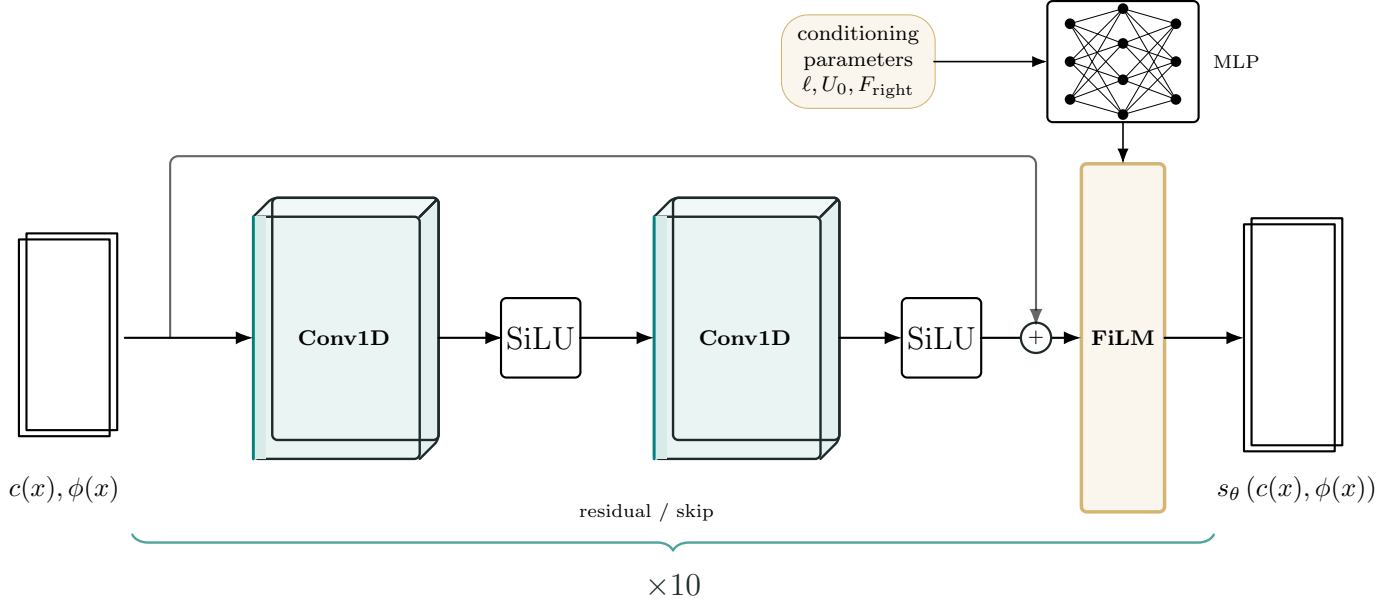 conditioning
parameters
ℓ, U₀, F_right
MLP
Conv1D
SiLU
Conv1D
SiLU
+
FiLM
c(x), ϕ(x)
s_θ (c(x), ϕ(x))
residual / skip
×10